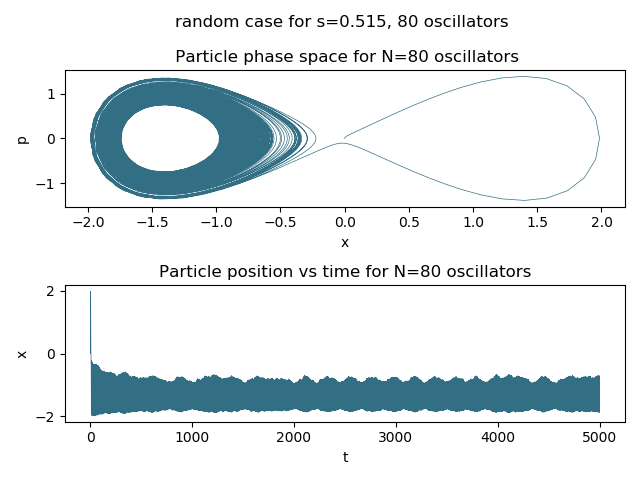 random case for s=0.515, 80 oscillators
Particle phase space for N=80 oscillators
1
0
−1
p
−2.0 −1.5 −1.0 −0.5 0.0 0.5 1.0 1.5 2.0
x
Particle position vs time for N=80 oscillators
2
0
−2
x
0 1000 2000 3000 4000 5000
t